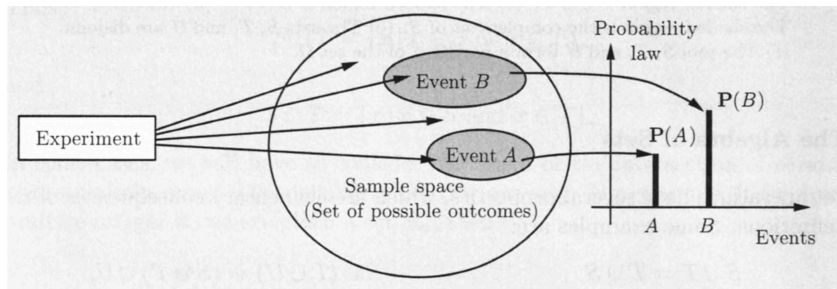 Probability
law
Event B
P(B)
Experiment
P(A)
Event A
Sample space
(Set of possible outcomes)
A
B
Events